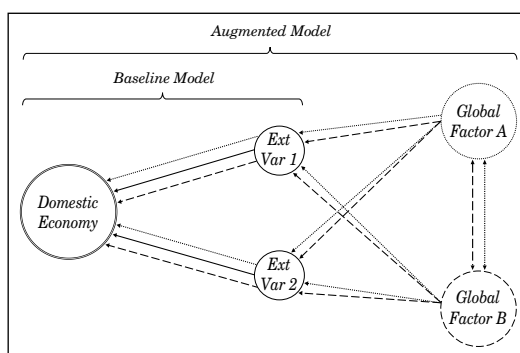 Augmented Model
Baseline Model
Global
Factor A
Ext
Var 1
Domestic
Economy
Ext
Var 2
Global
Factor B